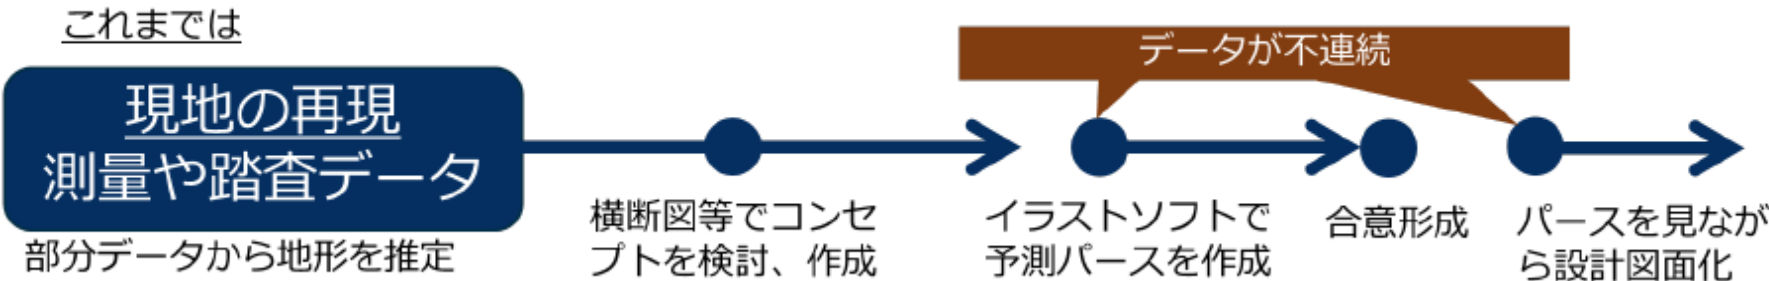 これまでは
データが不連続
現地の再現
測量や踏査データ
部分データから地形を推定
横断図等でコンセ
プトを検討、作成
イラストソフトで
予測パースを作成
合意形成
パースを見なが
ら設計図面化